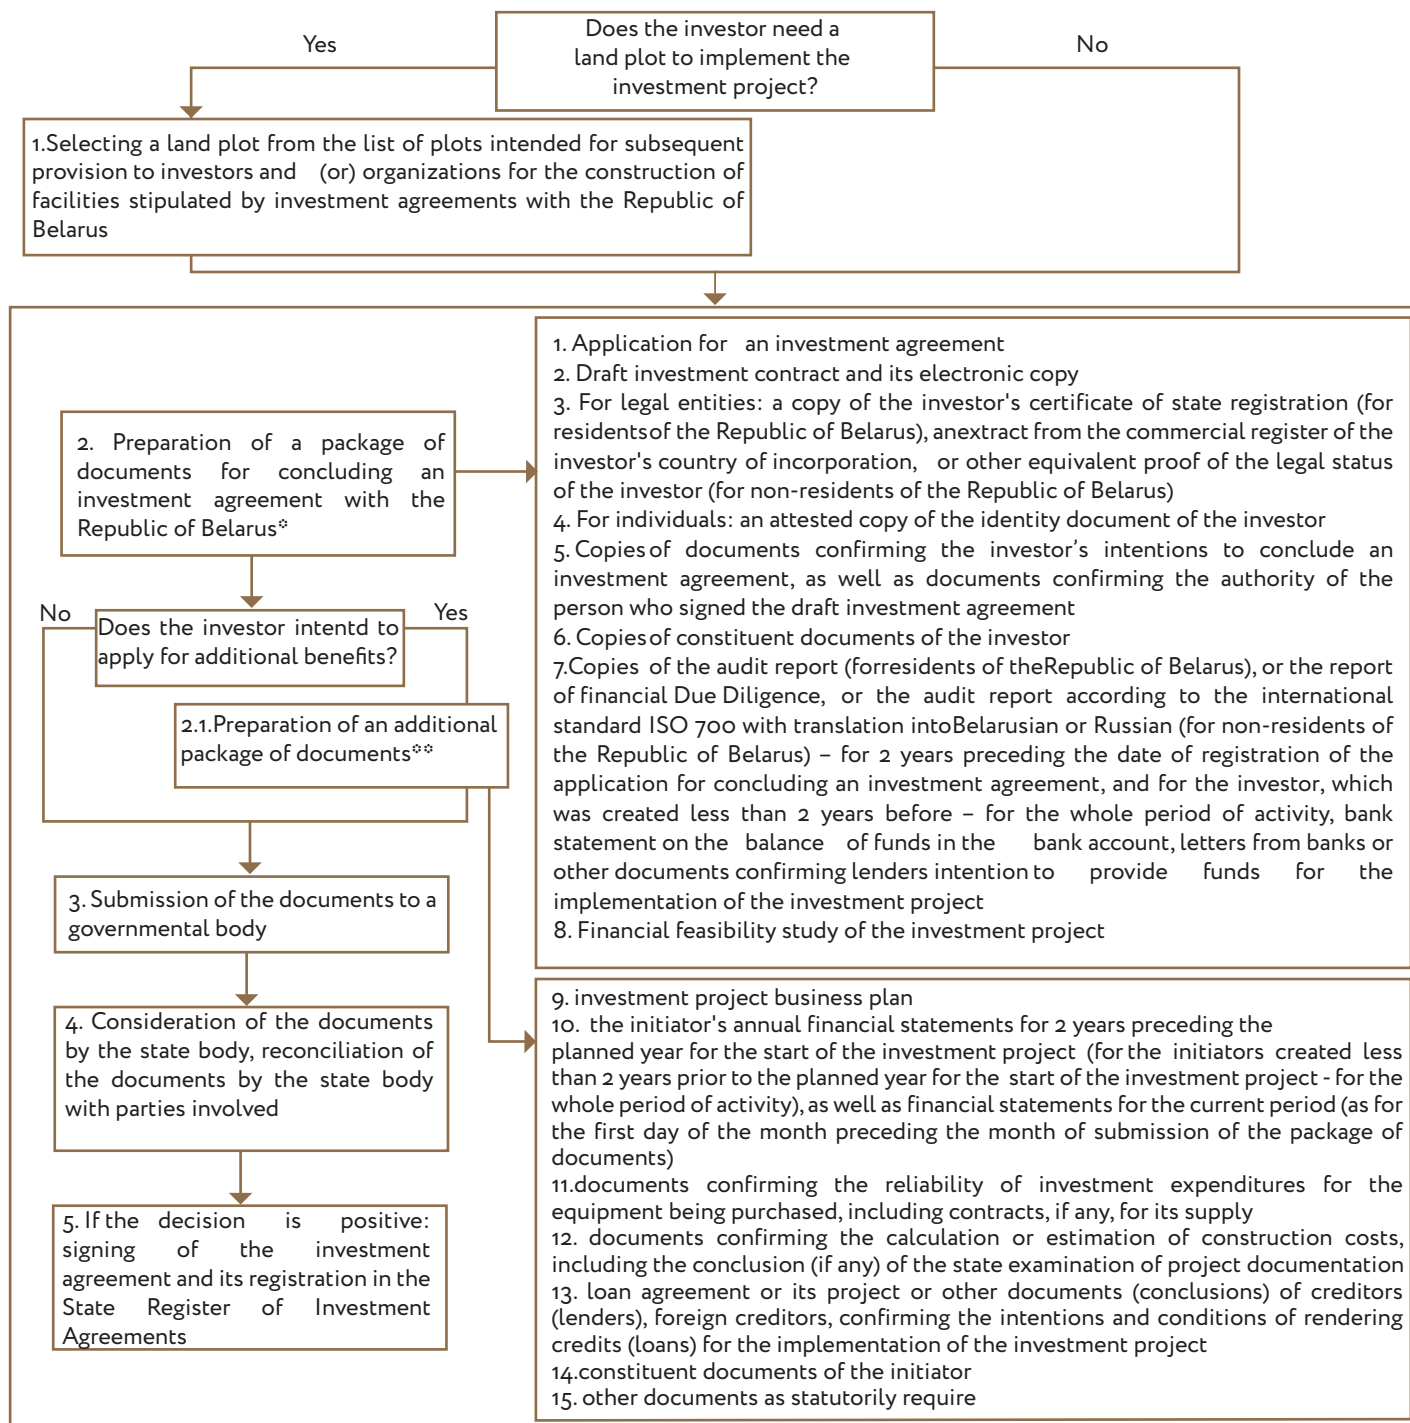 Does the investor need a
land plot to implement the
investment project?
Yes
No
1.Selecting a land plot from the list of plots intended for subsequent
provision to investors and (or) organizations for the construction of
facilities stipulated by investment agreements with the Republic of
Belarus
2. Preparation of a package of
documents for concluding an
investment agreement with the
Republic of Belarus*
No
Yes
Does the investor intentd to
apply for additional benefits?
2.1.Preparation of an additional
package of documents**
3. Submission of the documents to a
governmental body
4. Consideration of the documents
by the state body, reconciliation of
the documents by the state body
with parties involved
5. If the decision is positive:
signing of the investment
agreement and its registration in the
State Register of Investment
Agreements
1. Application for an investment agreement
2. Draft investment contract and its electronic copy
3. For legal entities: a copy of the investor's certificate of state registration (for
residentsof the Republic of Belarus), anextract from the commercial register of the
investor's country of incorporation, or other equivalent proof of the legal status
of the investor (for non-residents of the Republic of Belarus)
4. For individuals: an attested copy of the identity document of the investor
5. Copiesof documents confirming the investor's intentions to conclude an
investment agreement, as well as documents confirming the authority of the
person who signed the draft investment agreement
6. Copiesof constituent documents of the investor
7.Copies of the audit report (forresidents of theRepublic of Belarus), or the report
of financial Due Diligence, or the audit report according to the international
standard ISO 700 with translation intoBelarusian or Russian (for non-residents of
the Republic of Belarus) – for 2 years preceding the date of registration of the
application for concluding an investment agreement, and for the investor, which
was created less than 2 years before – for the whole period of activity, bank
statement on the balance of funds in the bank account, letters from banks or
other documents confirming lenders intention to provide funds for the
implementation of the investment project
8. Financial feasibility study of the investment project
9. investment project business plan
10. the initiator's annual financial statements for 2 years preceding the
planned year for the start of the investment project (for the initiators created less
than 2 years prior to the planned year for the start of the investment project - for the
whole period of activity), as well as financial statements for the current period (as for
the first day of the month preceding the month of submission of the package of
documents)
11.documents confirming the reliability of investment expenditures for the
equipment being purchased, including contracts, if any, for its supply
12. documents confirming the calculation or estimation of construction costs,
including the conclusion (if any) of the state examination of project documentation
13. loan agreement or its project or other documents (conclusions) of creditors
(lenders), foreign creditors, confirming the intentions and conditions of rendering
credits (loans) for the implementation of the investment project
14.constituent documents of the initiator
15. other documents as statutorily require